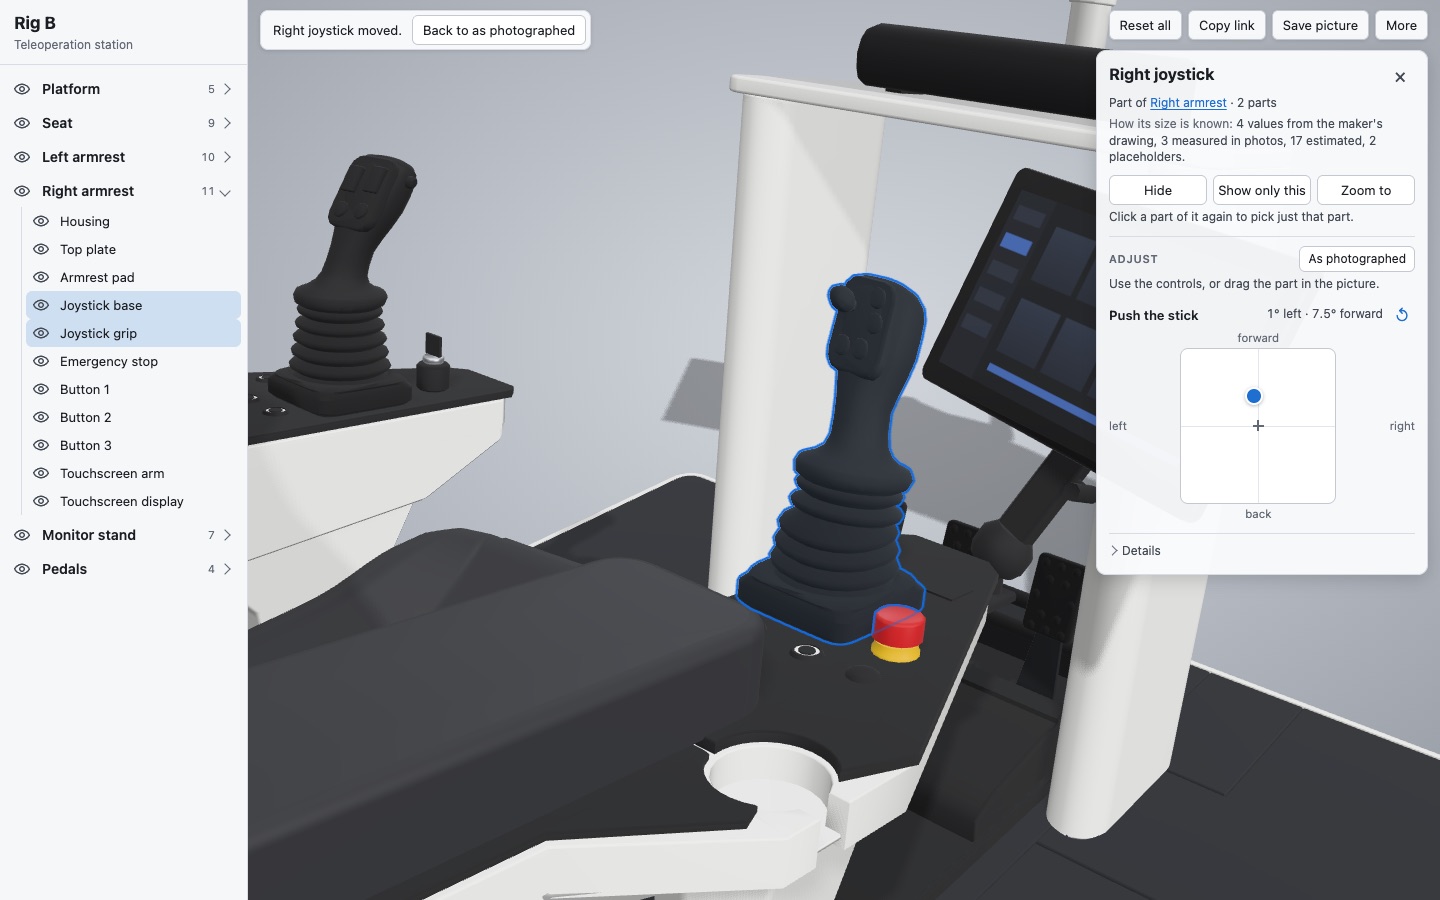 Rig B
Teleoperation station
Platform 5
Seat 9
Left armrest 10
Right armrest 11
Housing
Top plate
Armrest pad
Joystick base
Joystick grip
Emergency stop
Button 1
Button 2
Button 3
Touchscreen arm
Touchscreen display
Monitor stand 7
Pedals 4
Right joystick moved. Back to as photographed
Reset all Copy link Save picture More
Right joystick
Part of Right armrest · 2 parts
How its size is known: 4 values from the maker's
drawing, 3 measured in photos, 17 estimated, 2
placeholders.
Hide Show only this Zoom to
Click a part of it again to pick just that part.
ADJUST As photographed
Use the controls, or drag the part in the picture.
Push the stick 1° left · 7.5° forward
forward
left right
back
Details